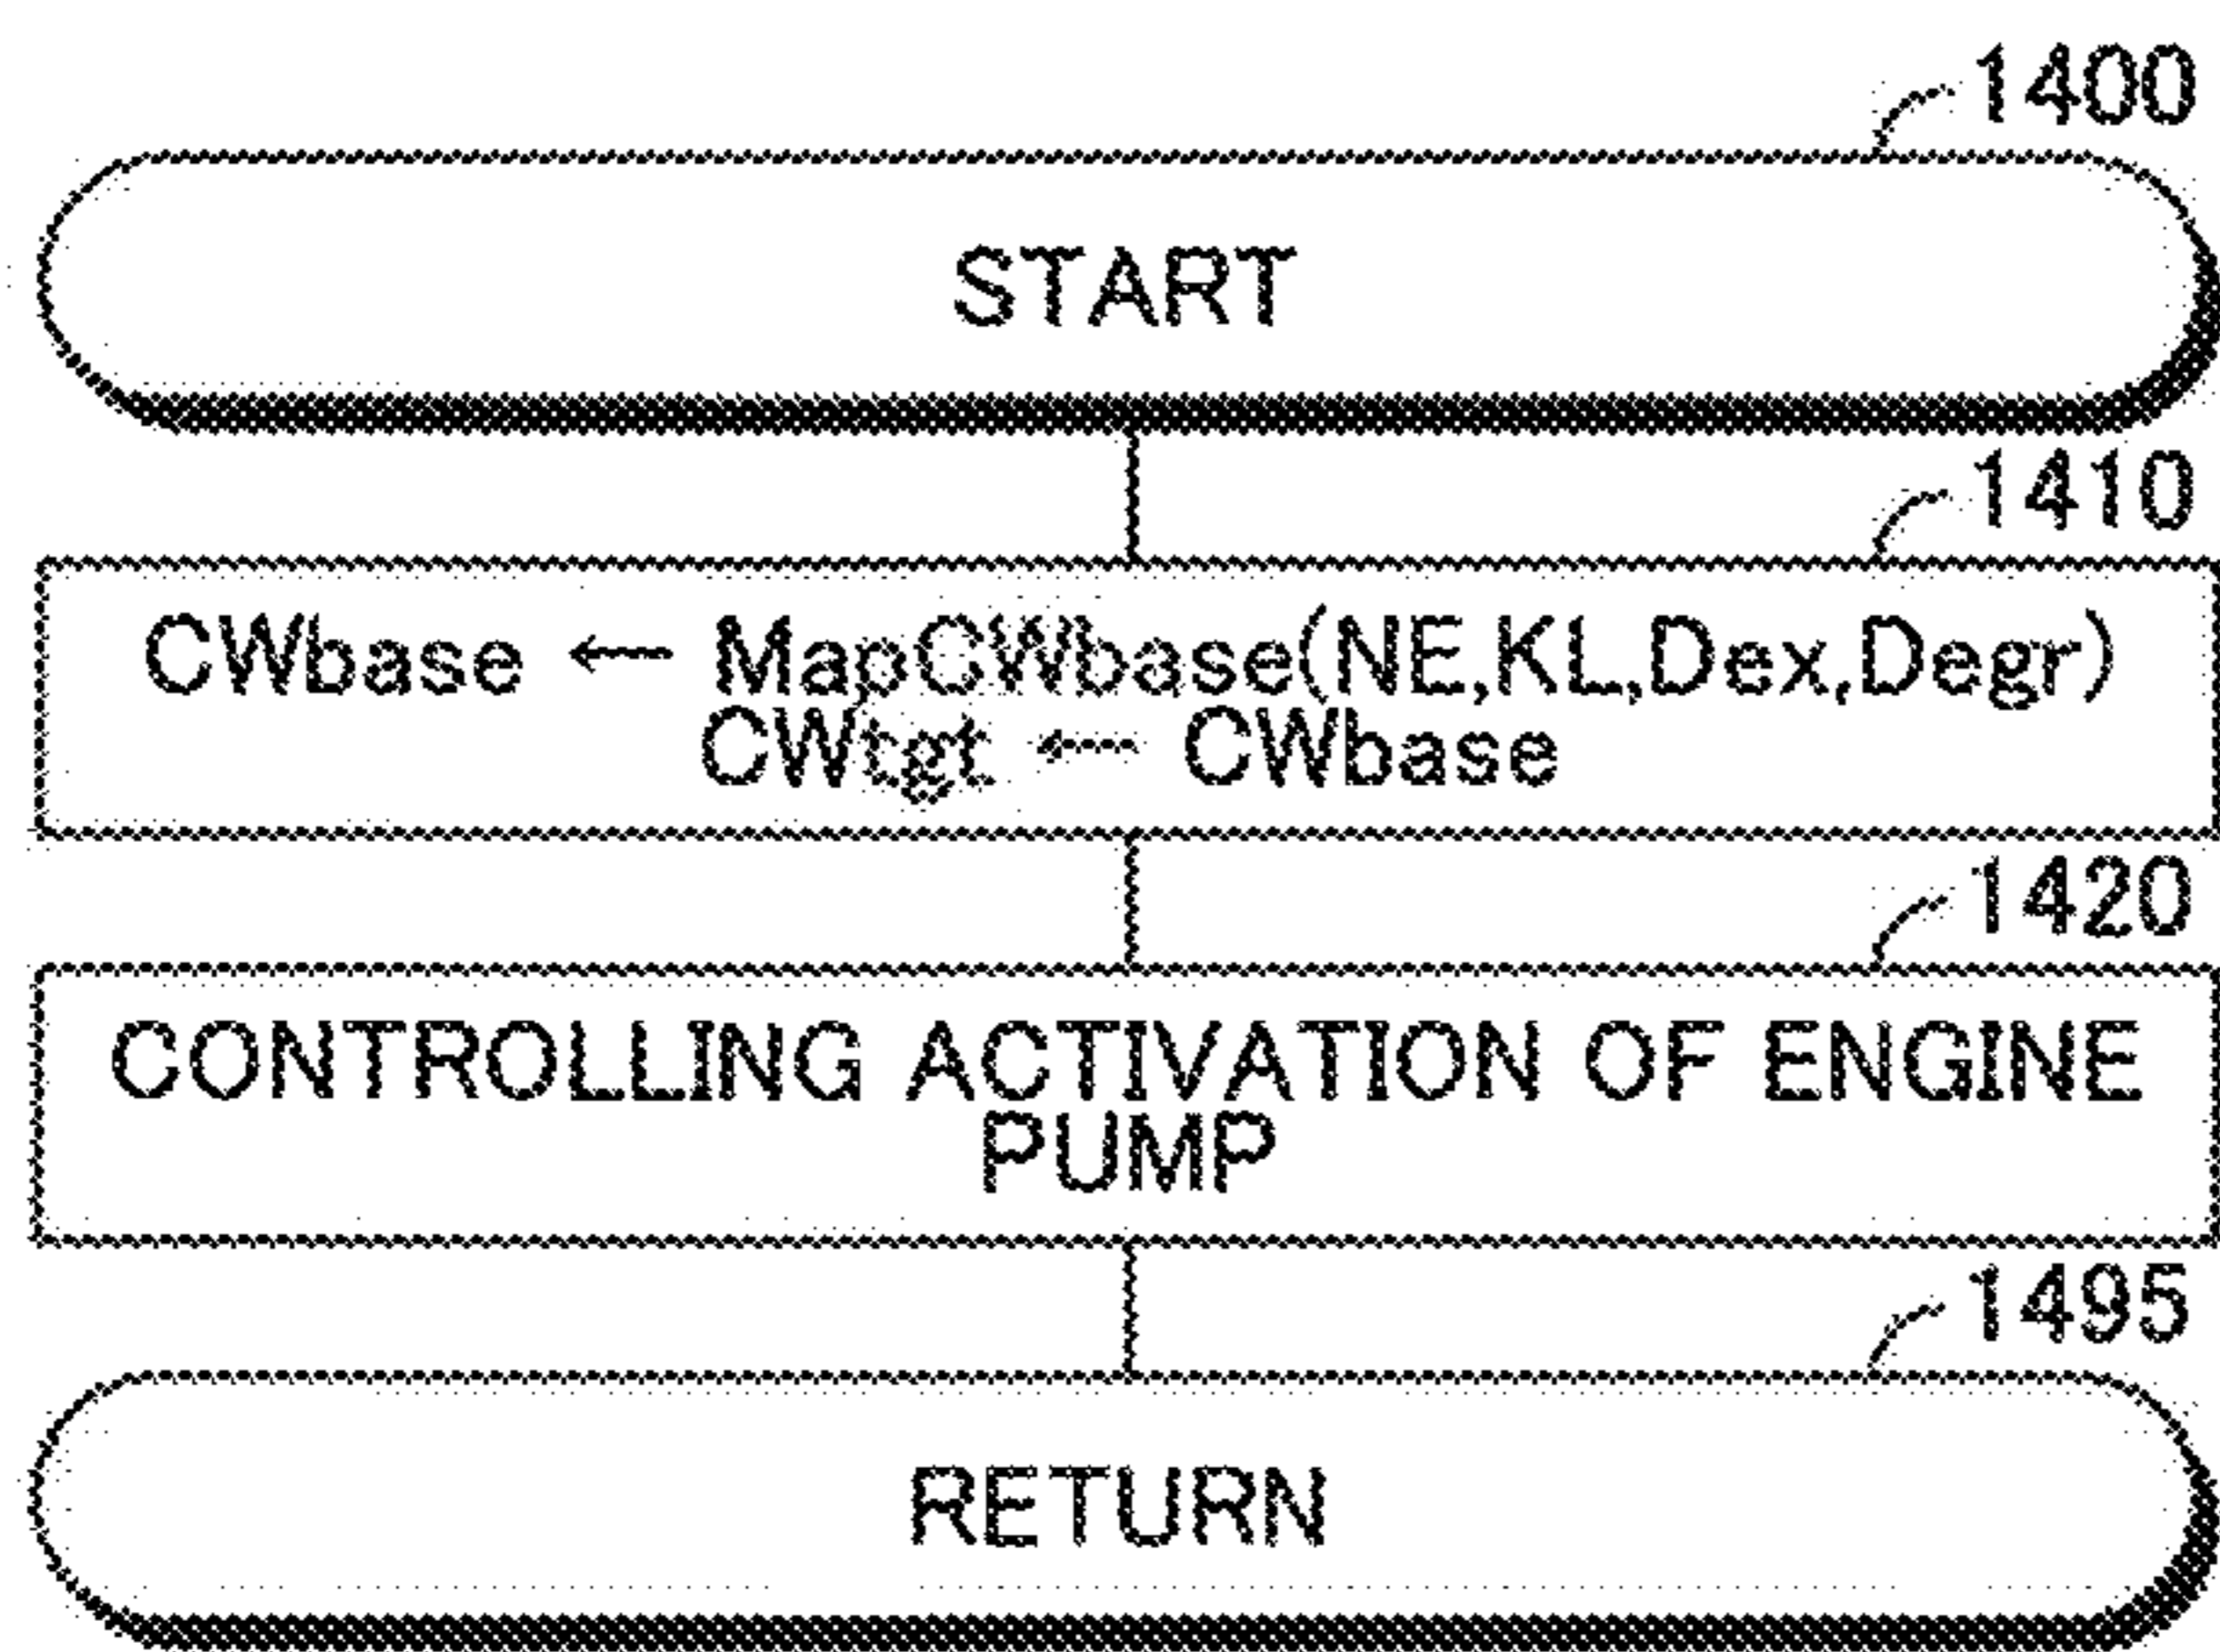 1400
START
1410
CWbase ← MapCWbase(NE,KL,Dex,Degr)
CWtgt ← CWbase
1420
CONTROLLING ACTIVATION OF ENGINE
PUMP
1495
RETURN